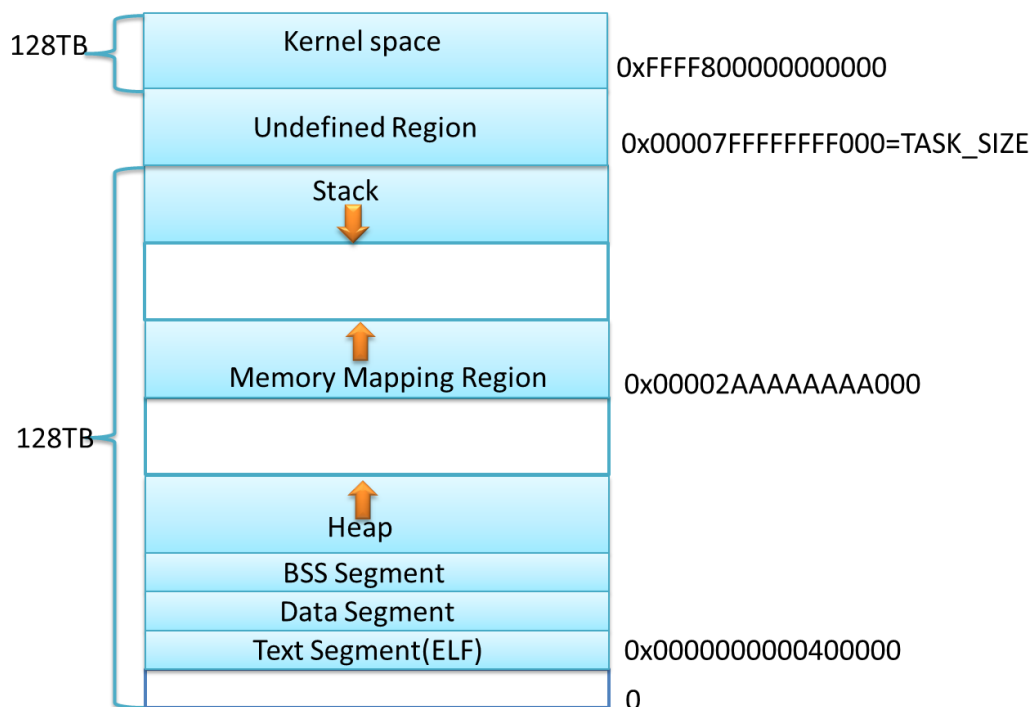 128TB
Kernel space
0xFFFF800000000000
Undefined Region
0x00007FFFFFFFF000=TASK_SIZE
Stack
Memory Mapping Region
0x00002AAAAAAAA000
128TB
Heap
BSS Segment
Data Segment
Text Segment(ELF)
0x0000000000400000
0